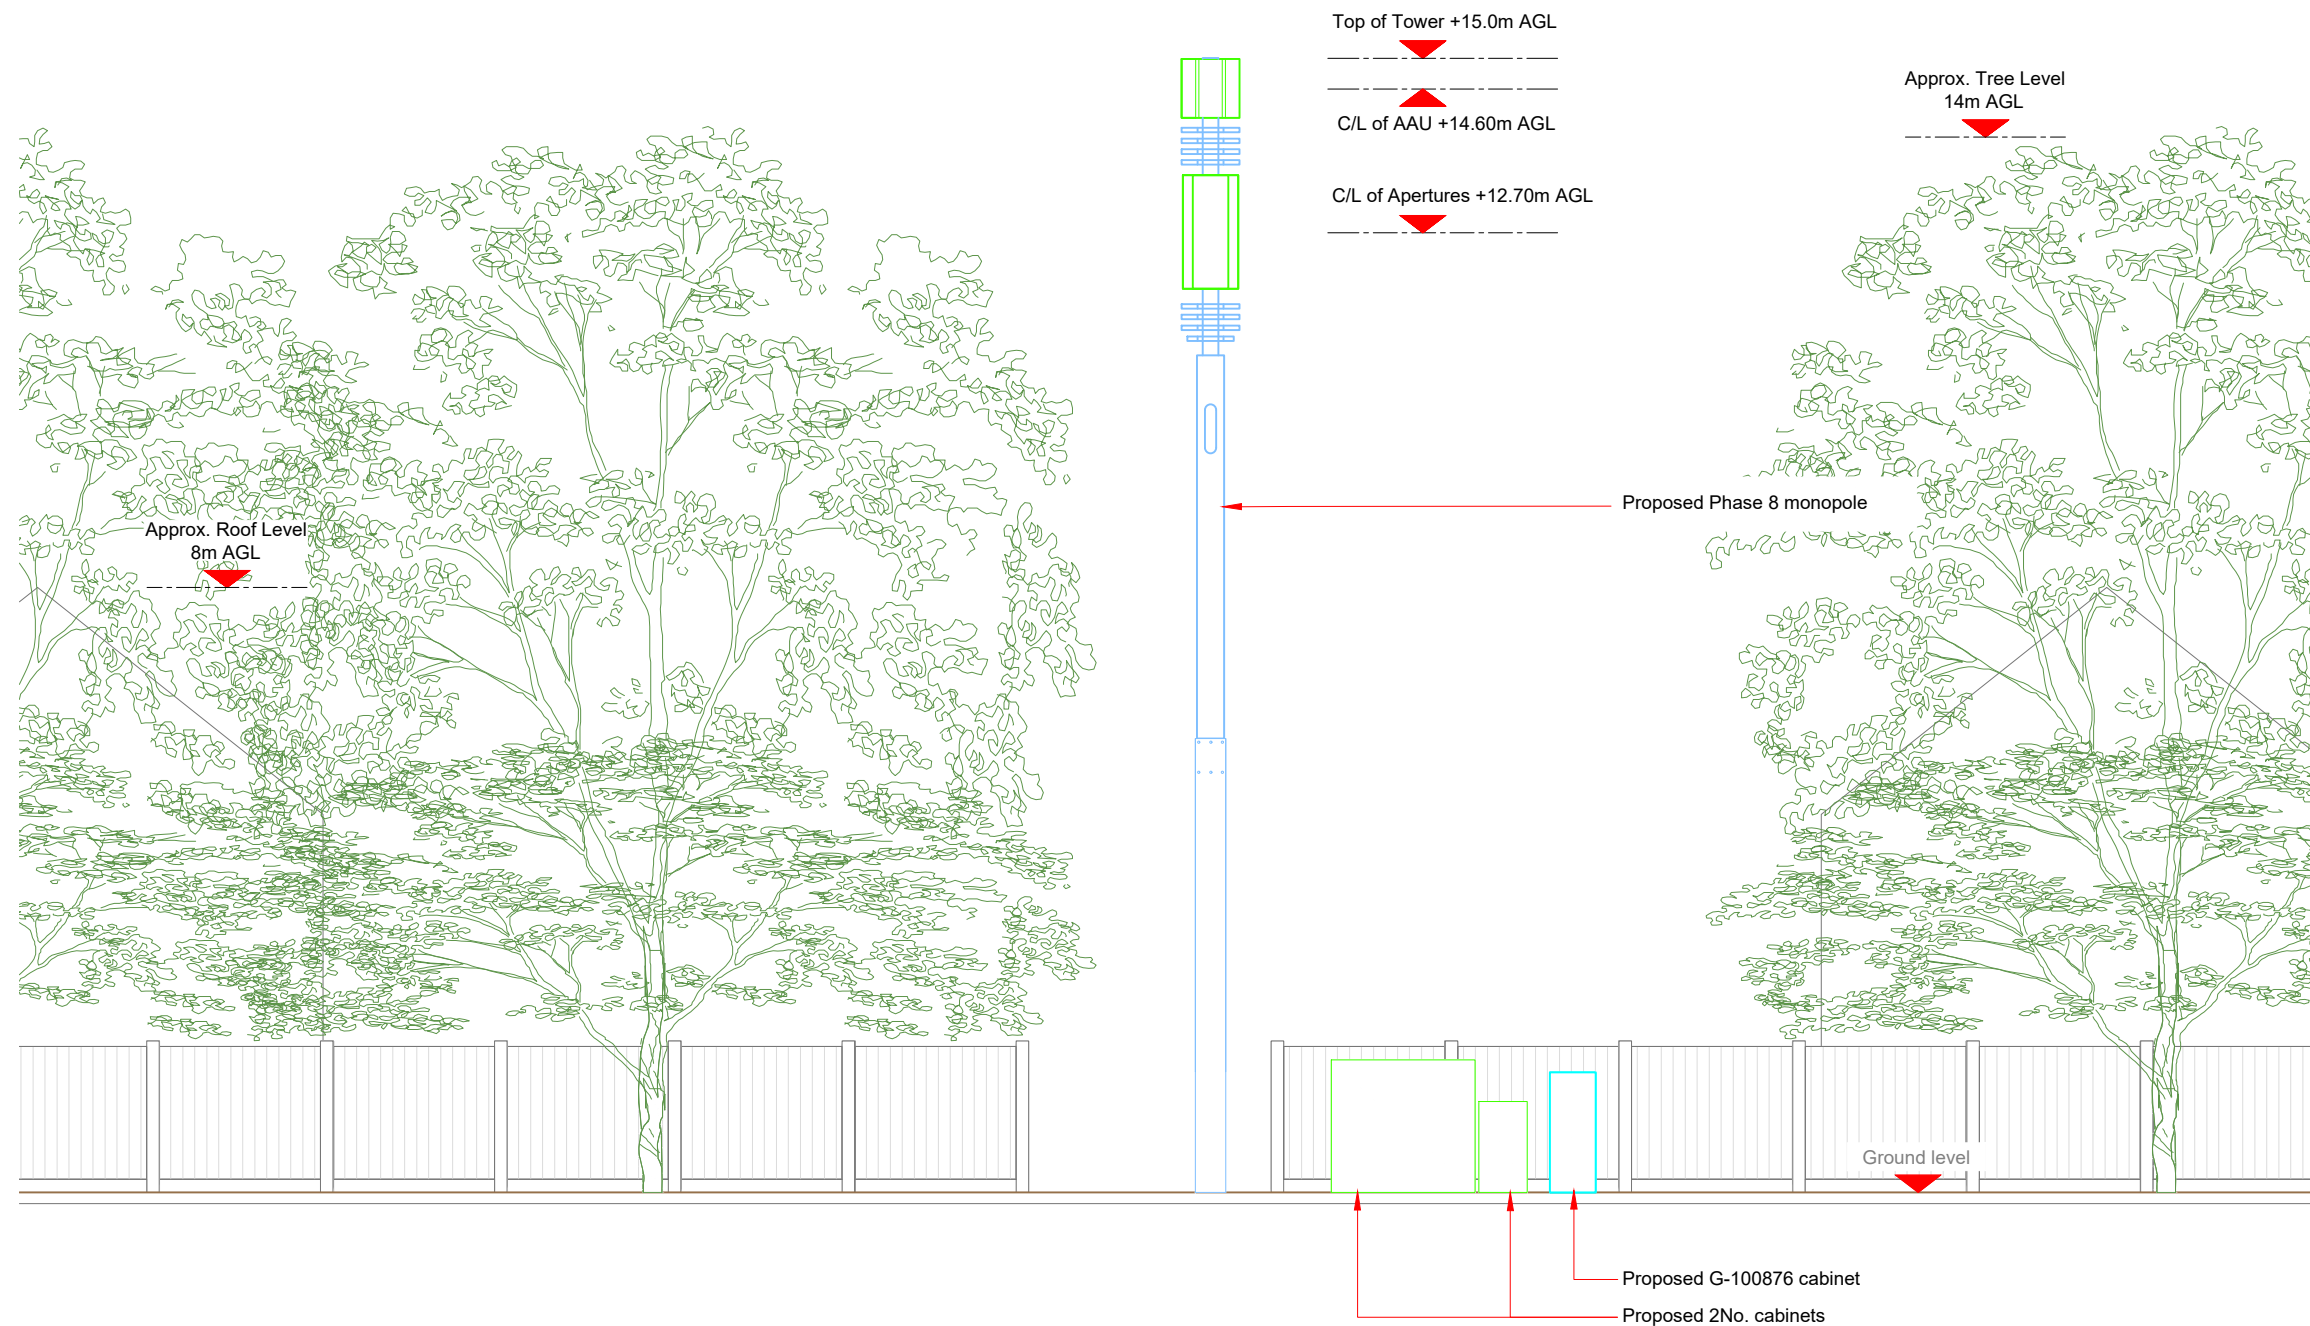 Top of Tower +15.0m AGL
C/L of AAU +14.60m AGL
C/L of Apertures +12.70m AGL
Approx. Tree Level
14m AGL
Proposed Phase 8 monopole
Approx. Roof Level
8m AGL
Ground level
Proposed G-100876 cabinet
Proposed 2No. cabinets